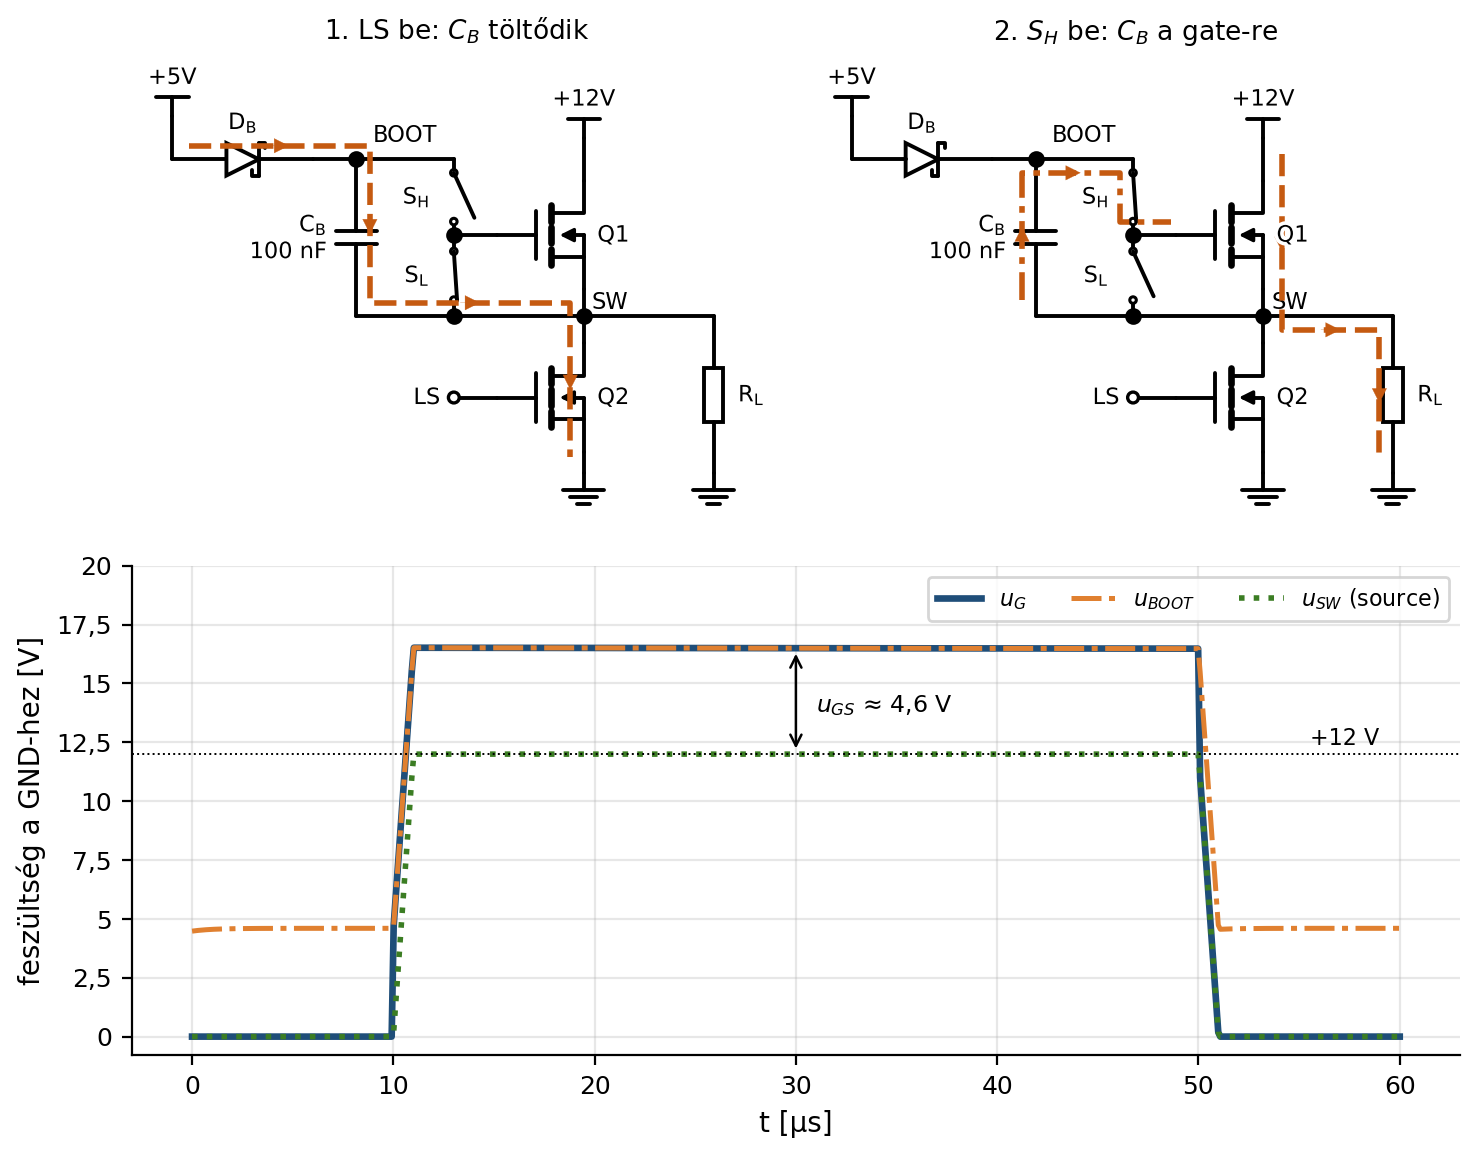 1. LS be: C_B töltődik
+5V
+12V
D_B
BOOT
S_H
C_B
100 nF
Q1
S_L
SW
LS
Q2
R_L
2. S_H be: C_B a gate-re
+5V
+12V
D_B
BOOT
S_H
C_B
100 nF
Q1
S_L
SW
LS
Q2
R_L
feszültség a GND-hez [V]
20
17,5
15
12,5
10
7,5
5
2,5
0
u_G
u_BOOT
u_SW (source)
u_GS ≈ 4,6 V
+12 V
0 10 20 30 40 50 60
t [µs]